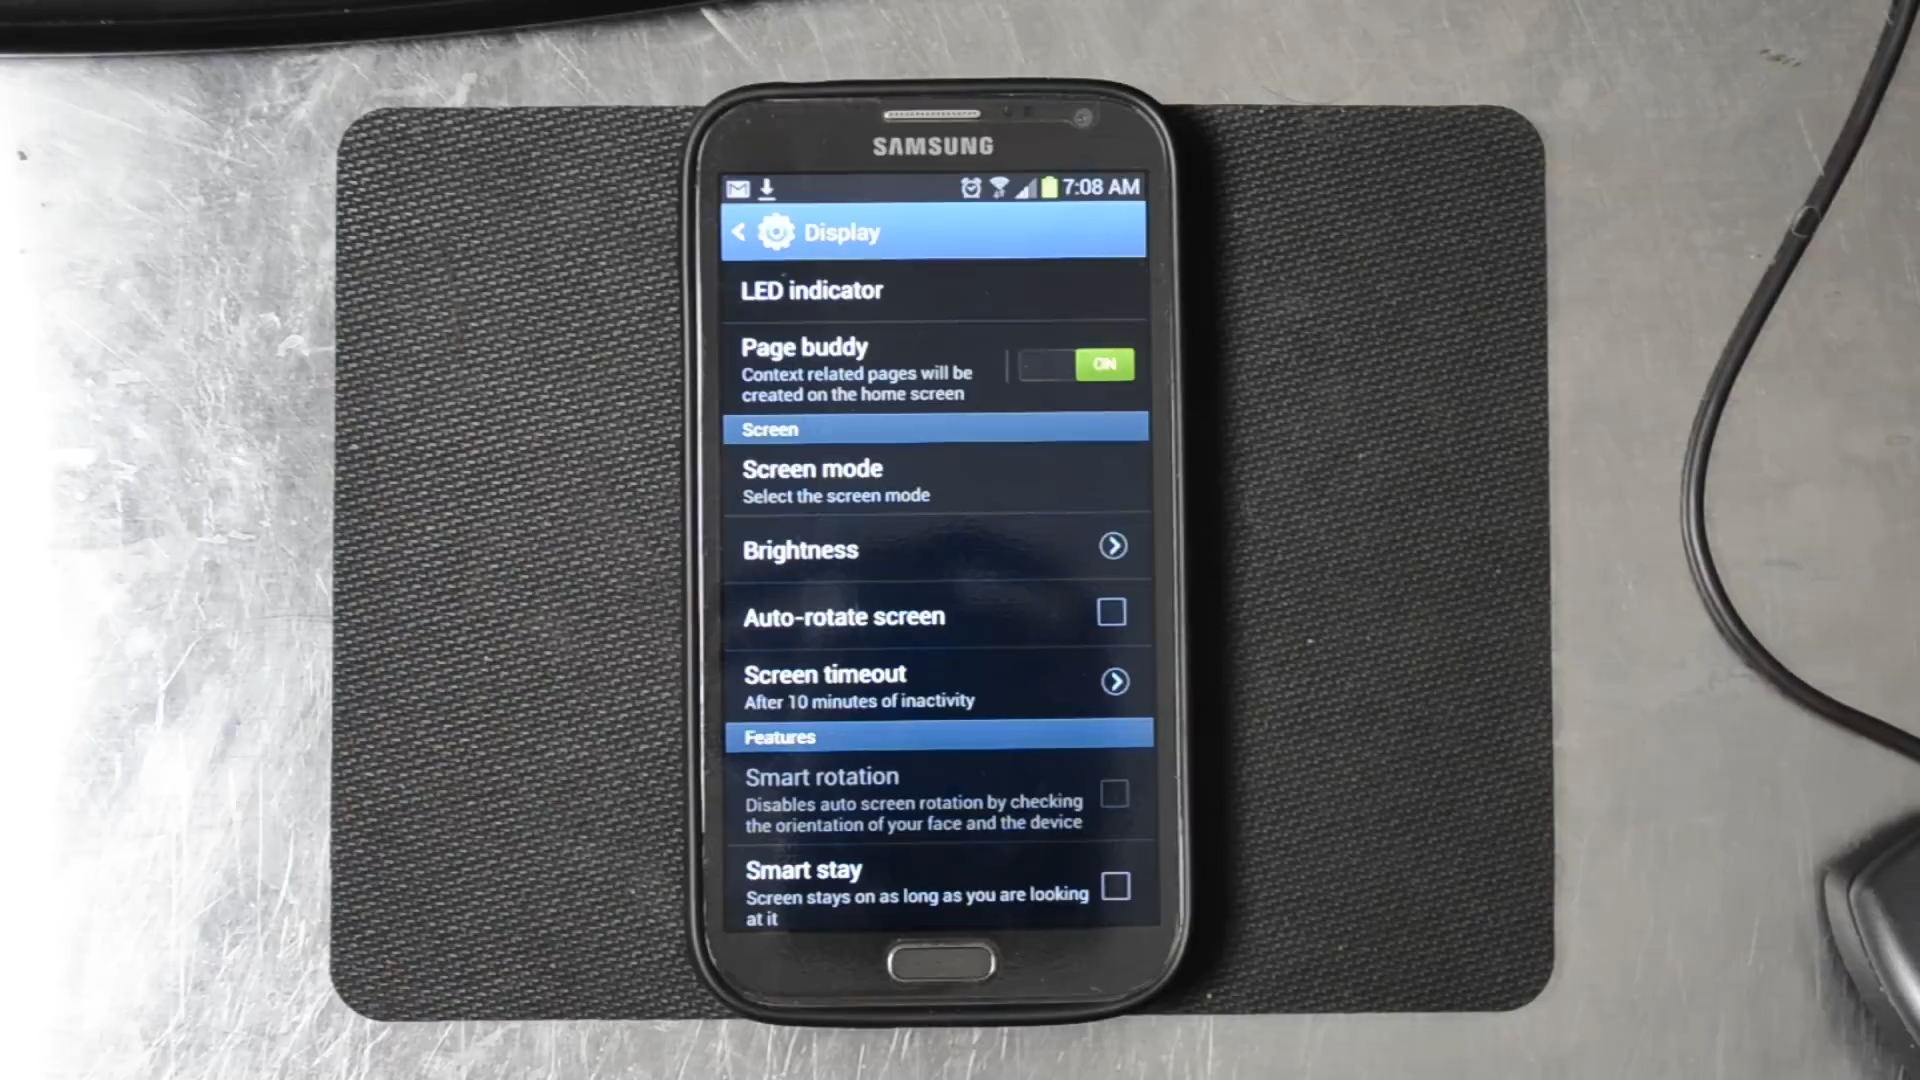 SAMSUNG
7:08 AM
Display
LED indicator
Page buddy
Context related pages will be
created on the home screen
ON
Screen
Screen mode
Select the screen mode
Brightness
Auto-rotate screen
Screen timeout
After 10 minutes of inactivity
Features
Smart rotation
Disables auto screen rotation by checking
the orientation of your face and the device
Smart stay
Screen stays on as long as you are looking
at it